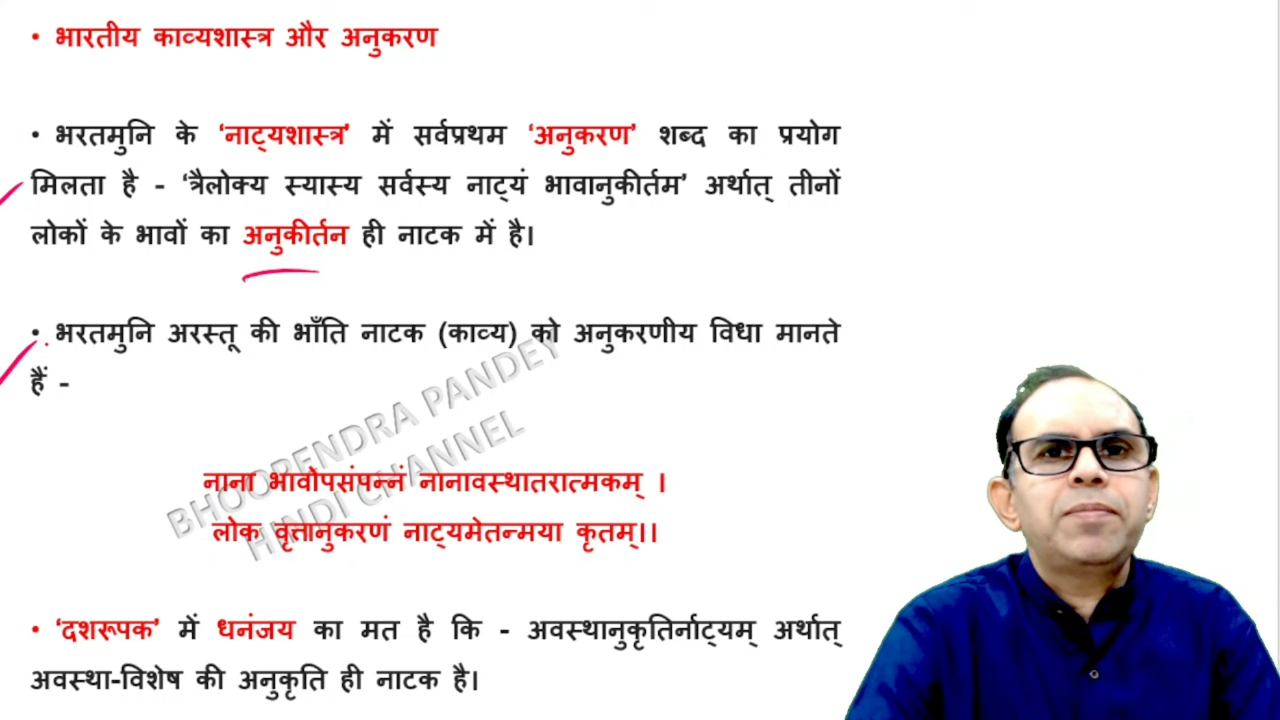 • भारतीय काव्यशास्त्र और अनुकरण
• भरतमुनि के ‘नाट्यशास्त्र’ में सर्वप्रथम ‘अनुकरण’ शब्द का प्रयोग
मिलता है - ‘त्रैलोक्य स्यास्य सर्वस्य नाट्यं भावानुकीर्तम’ अर्थात् तीनों
लोकों के भावों का अनुकीर्तन ही नाटक में है।
• भरतमुनि अरस्तू की भाँति नाटक (काव्य) को अनुकरणीय विधा मानते
हैं -
BHOOPENDRA PANDEY
HINDI CHANNEL
नाना भावोपसंपन्नं नानावस्थातरात्मकम् ।
लोक वृत्तानुकरणं नाट्यमेतन्मया कृतम्।।
• ‘दशरूपक’ में धनंजय का मत है कि - अवस्थानुकृतिर्नाट्यम् अर्थात्
अवस्था-विशेष की अनुकृति ही नाटक है।